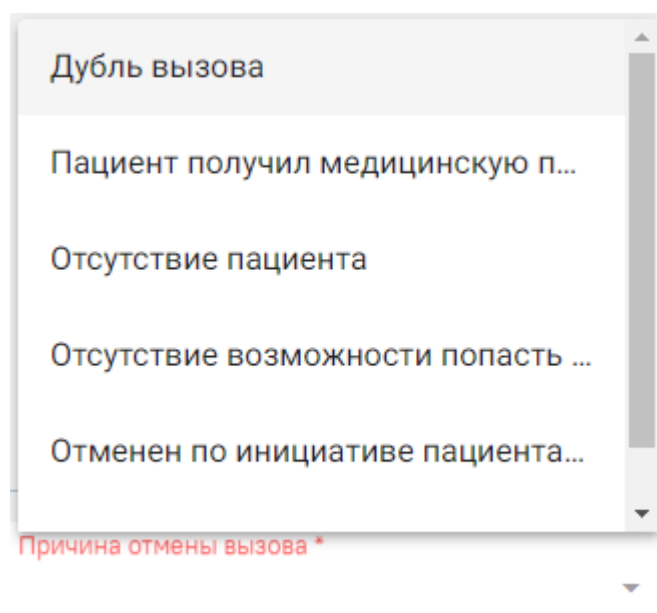 Дубль вызова
Пациент получил медицинскую п...
Отсутствие пациента
Отсутствие возможности попасть ...
Отменен по инициативе пациента...
Причина отмены вызова *